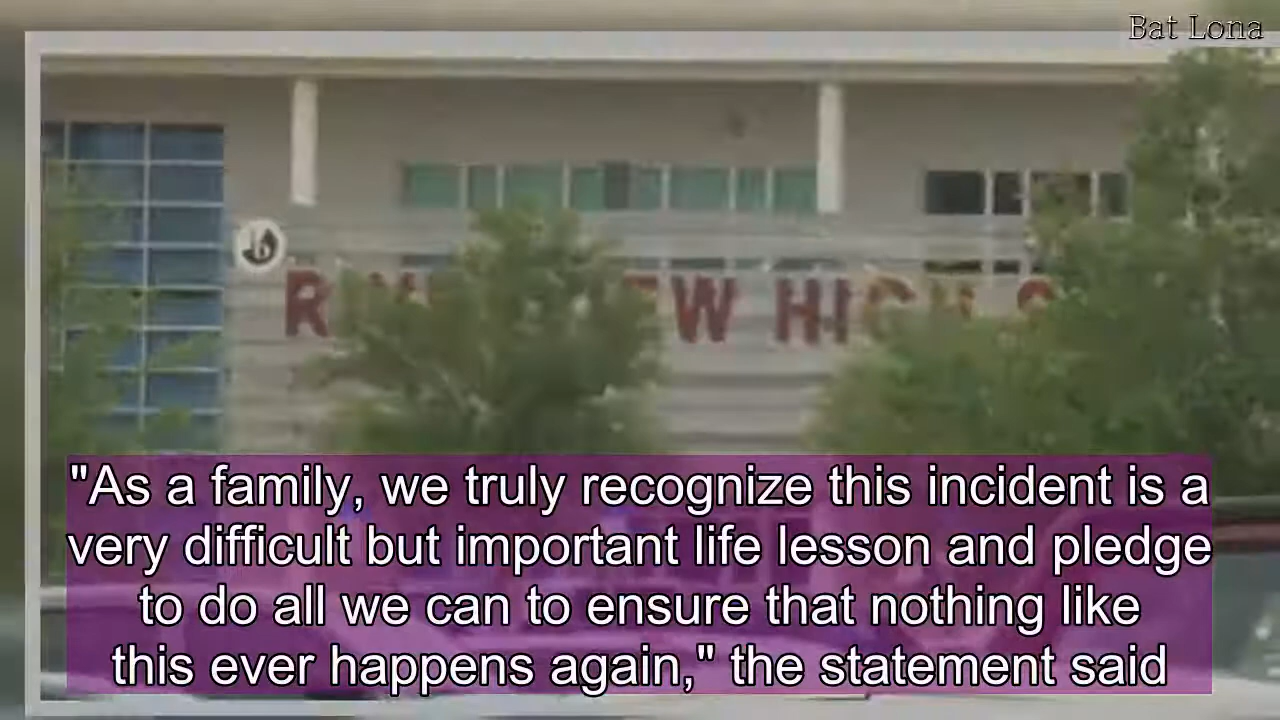 Bat Lona
HIGH
"As a family, we truly recognize this incident is a
very difficult but important life lesson and pledge
to do all we can to ensure that nothing like
this ever happens again," the statement said